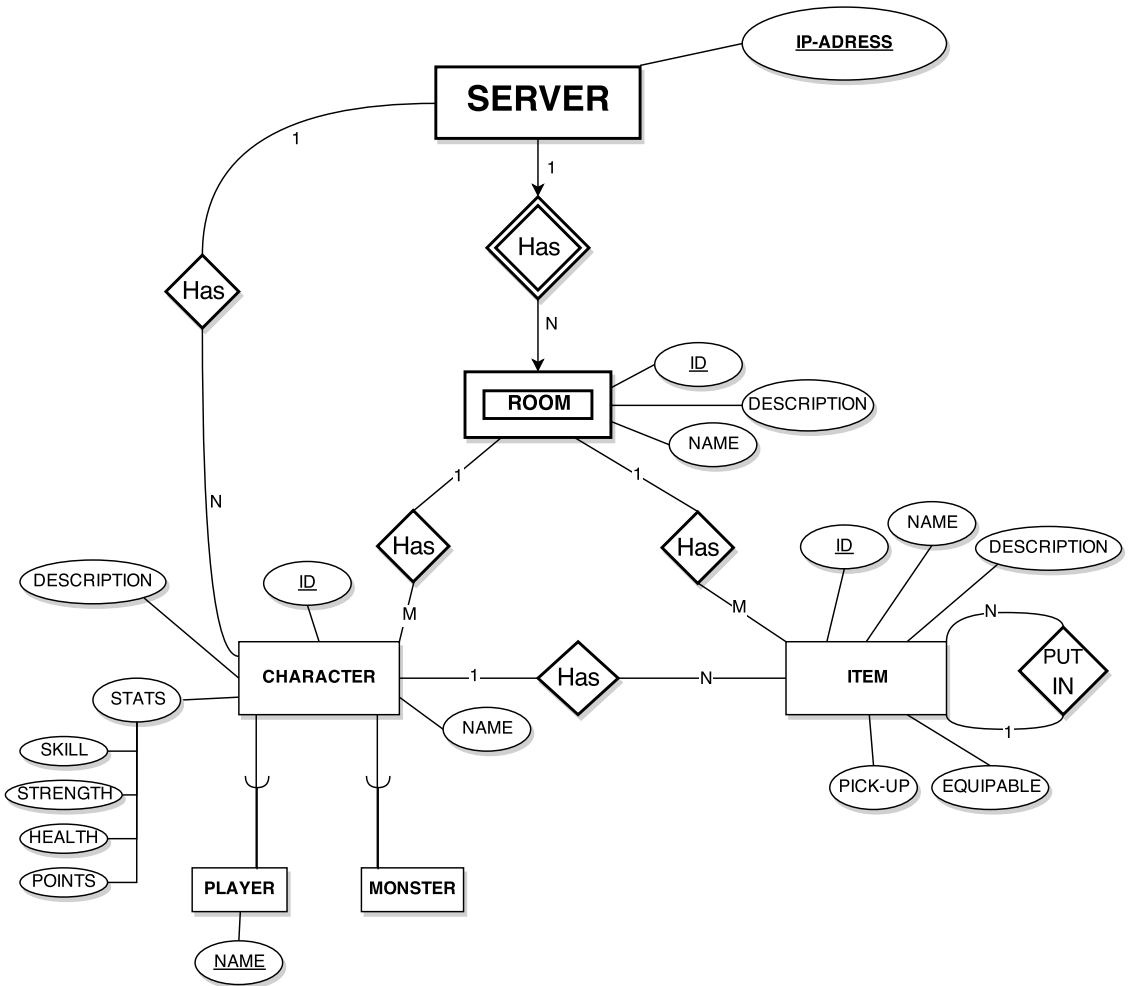 IP-ADRESS
SERVER
1
1
Has
Has
N
ID
ROOM
DESCRIPTION
NAME
1
1
N
NAME
Has
Has
ID
DESCRIPTION
DESCRIPTION
ID
M
M
N
PUT
IN
CHARACTER
1
Has
N
ITEM
STATS
NAME
1
SKILL
STRENGTH
PICK-UP
EQUIPABLE
HEALTH
POINTS
PLAYER
MONSTER
NAME